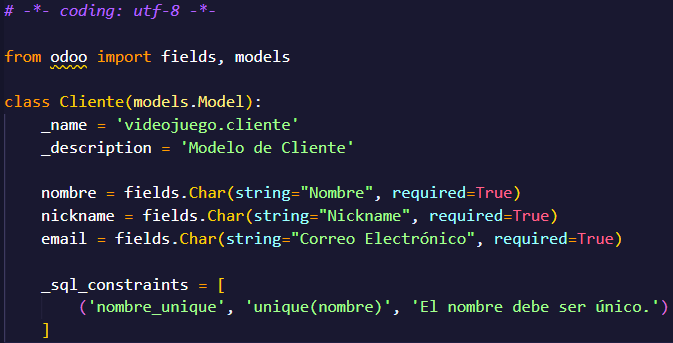 # -*- coding: utf-8 -*-
from odoo import fields, models
class Cliente(models.Model):
    _name = 'videojuego.cliente'
    _description = 'Modelo de Cliente'
    nombre = fields.Char(string="Nombre", required=True)
    nickname = fields.Char(string="Nickname", required=True)
    email = fields.Char(string="Correo Electrónico", required=True)
    _sql_constraints = [
        ('nombre_unique', 'unique(nombre)', 'El nombre debe ser único.')
    ]